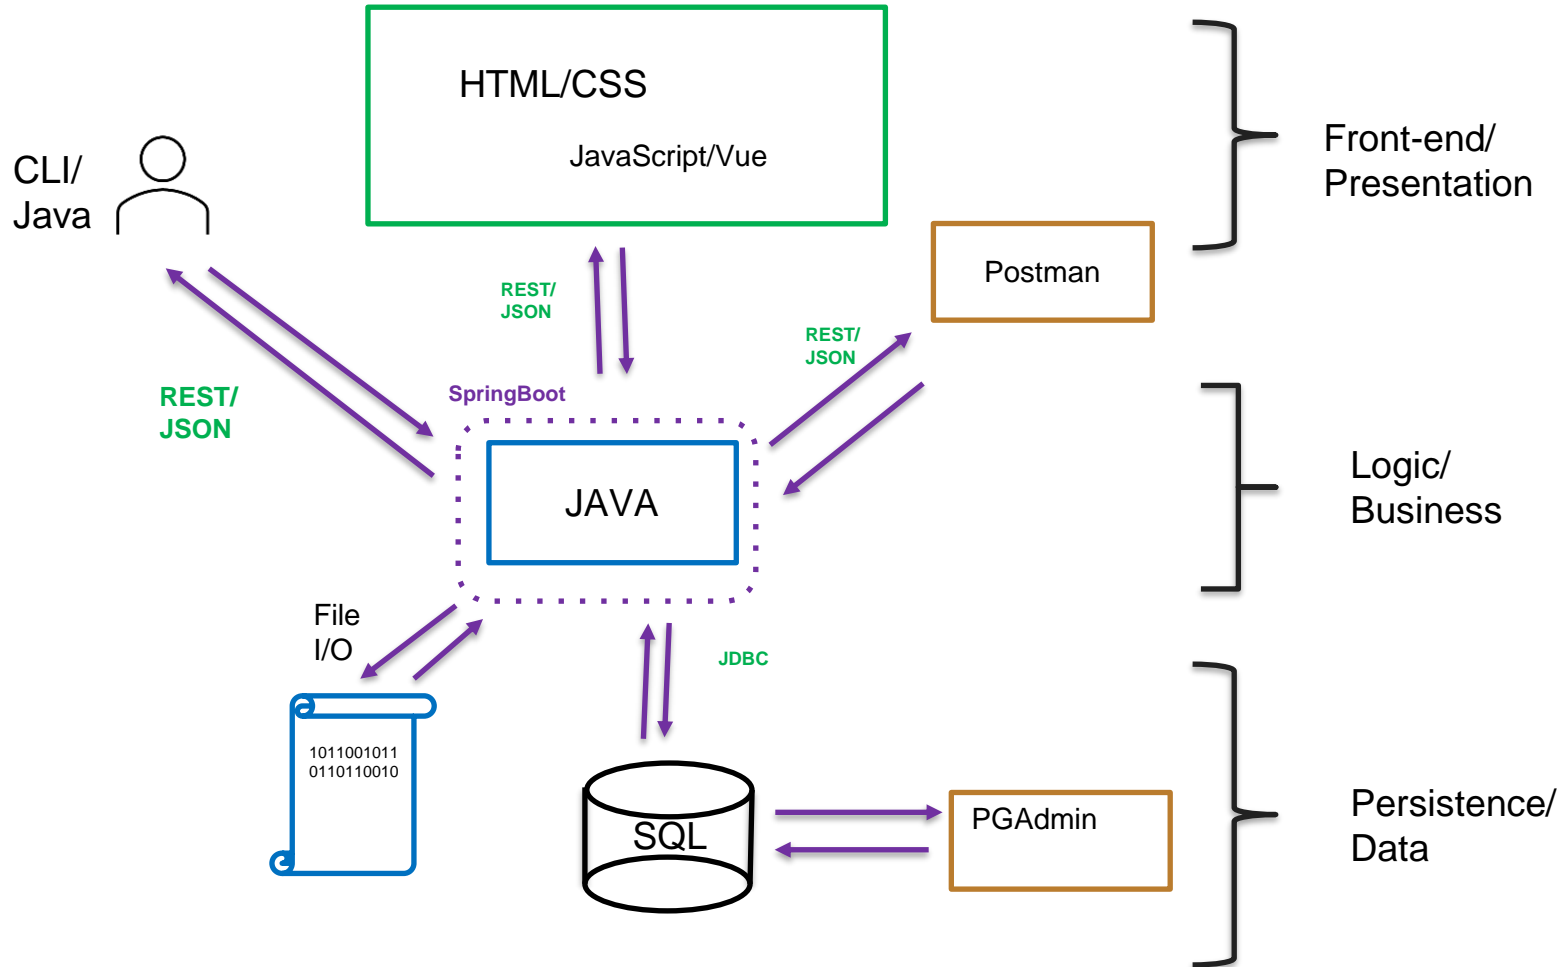 HTML/CSS
JavaScript/Vue
CLI/
Java
Front-end/
Presentation
Postman
REST/
JSON
REST/
JSON
REST/
JSON
SpringBoot
JAVA
Logic/
Business
File
I/O
JDBC
1011001011
0110110010
SQL
PGAdmin
Persistence/
Data